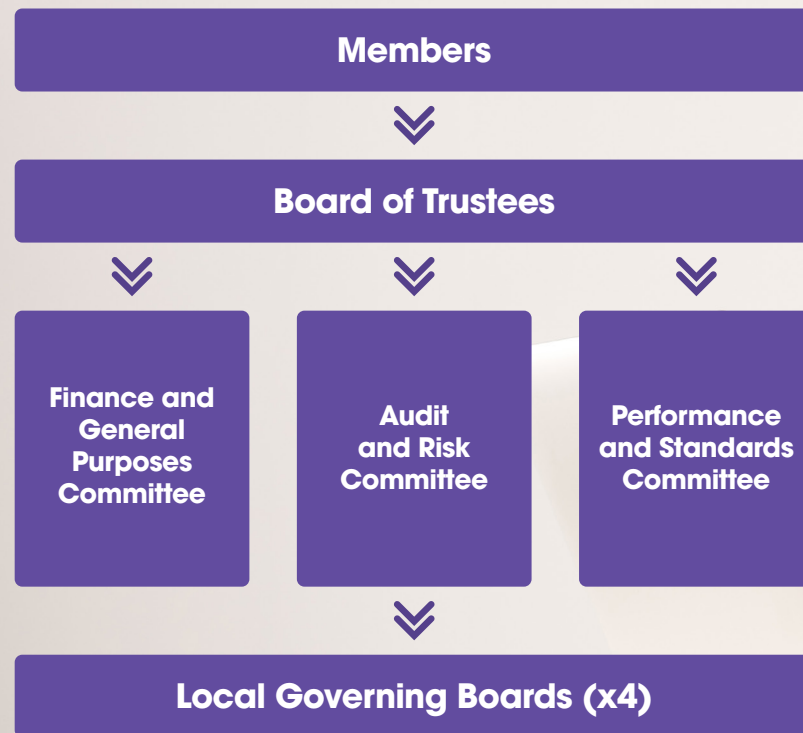 Members
Board of Trustees
Finance and
General
Purposes
Committee
Audit
and Risk
Committee
Performance
and Standards
Committee
Local Governing Boards (x4)